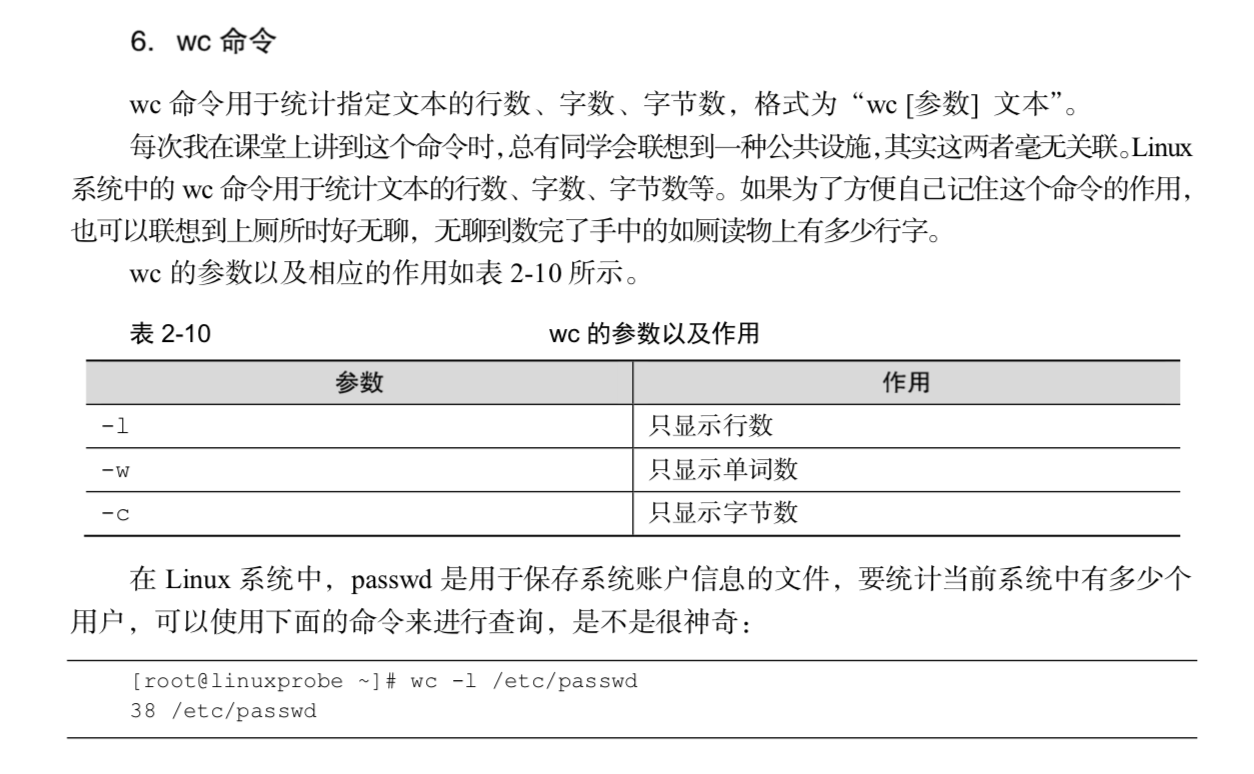 6. wc 命令
wc 命令用于统计指定文本的行数、字数、字节数，格式为“wc [参数] 文本”。
每次我在课堂上讲到这个命令时，总有同学会联想到一种公共设施，其实这两者毫无关联。Linux
系统中的 wc 命令用于统计文本的行数、字数、字节数等。如果为了方便自己记住这个命令的作用，
也可以联想到上厕所时好无聊，无聊到数完了手中的如厕读物上有多少行字。
wc 的参数以及相应的作用如表 2-10 所示。
表 2-10 wc 的参数以及作用
参数 作用
-l 只显示行数
-w 只显示单词数
-c 只显示字节数
在 Linux 系统中，passwd 是用于保存系统账户信息的文件，要统计当前系统中有多少个
用户，可以使用下面的命令来进行查询，是不是很神奇：
[root@linuxprobe ~]# wc -l /etc/passwd
38 /etc/passwd